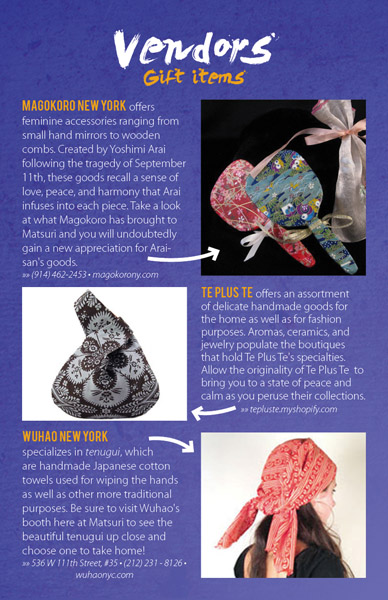 Vendors
Gift items
MAGOKORO NEW YORK offers
feminine accessories ranging from
small hand mirrors to wooden
combs. Created by Yoshimi Arai
following the tragedy of September
11th, these goods recall a sense of
love, peace, and harmony that Arai
infuses into each piece. Take a look
at what Magokoro has brought to
Matsuri and you will undoubtedly
gain a new appreciation for Arai-
san's goods.
»» (914) 462-2453 • magokorony.com
TE PLUS TE offers an assortment
of delicate handmade goods for
the home as well as for fashion
purposes. Aromas, ceramics, and
jewelry populate the boutiques
that hold Te Plus Te's specialties.
Allow the originality of Te Plus Te to
bring you to a state of peace and
calm as you peruse their collections.
»» tepluste.myshopify.com
WUHAO NEW YORK
specializes in tenugui, which
are handmade Japanese cotton
towels used for wiping the hands
as well as other more traditional
purposes. Be sure to visit Wuhao's
booth here at Matsuri to see the
beautiful tenugui up close and
choose one to take home!
»» 536 W 111th Street, #35 • (212) 231 - 8126 •
wuhaonyc.com